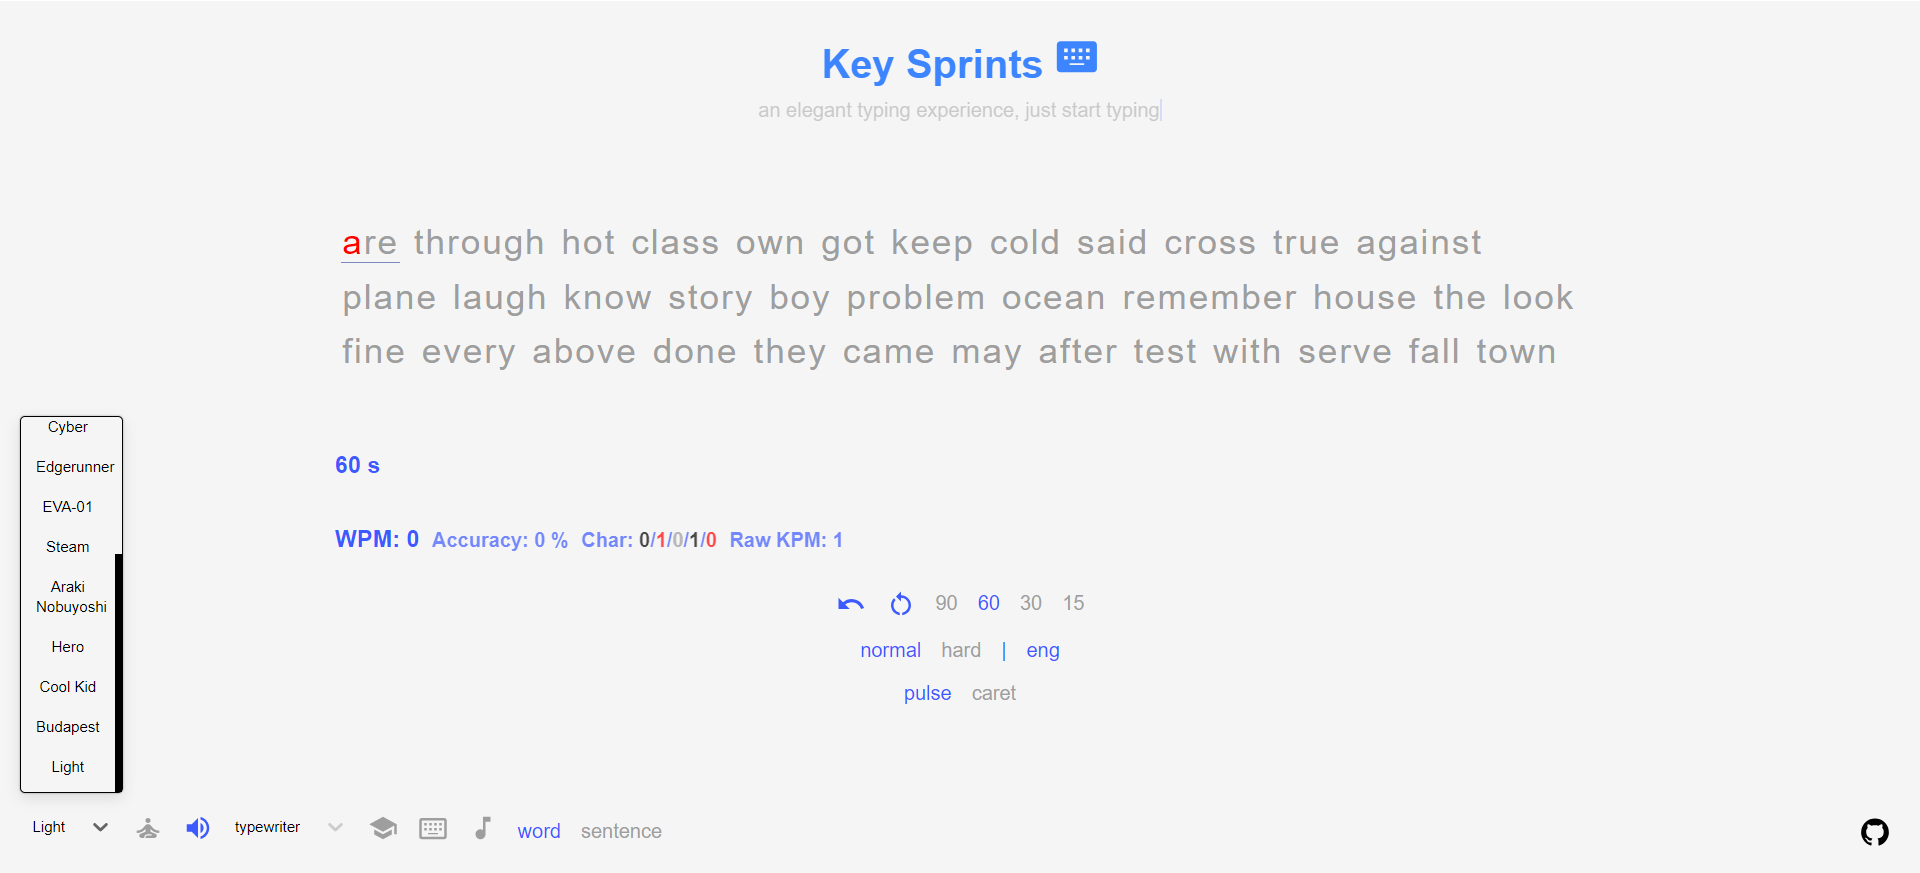 Key Sprints
an elegant typing experience, just start typing
are through hot class own got keep cold said cross true against
plane laugh know story boy problem ocean remember house the look
fine every above done they came may after test with serve fall town
60 s
WPM: 0 Accuracy: 0 % Char: 0/1/0/1/0 Raw KPM: 1
90 60 30 15
normal hard | eng
pulse caret
Cyber
Edgerunner
EVA-01
Steam
Araki
Nobuyoshi
Hero
Cool Kid
Budapest
Light
Light typewriter word sentence